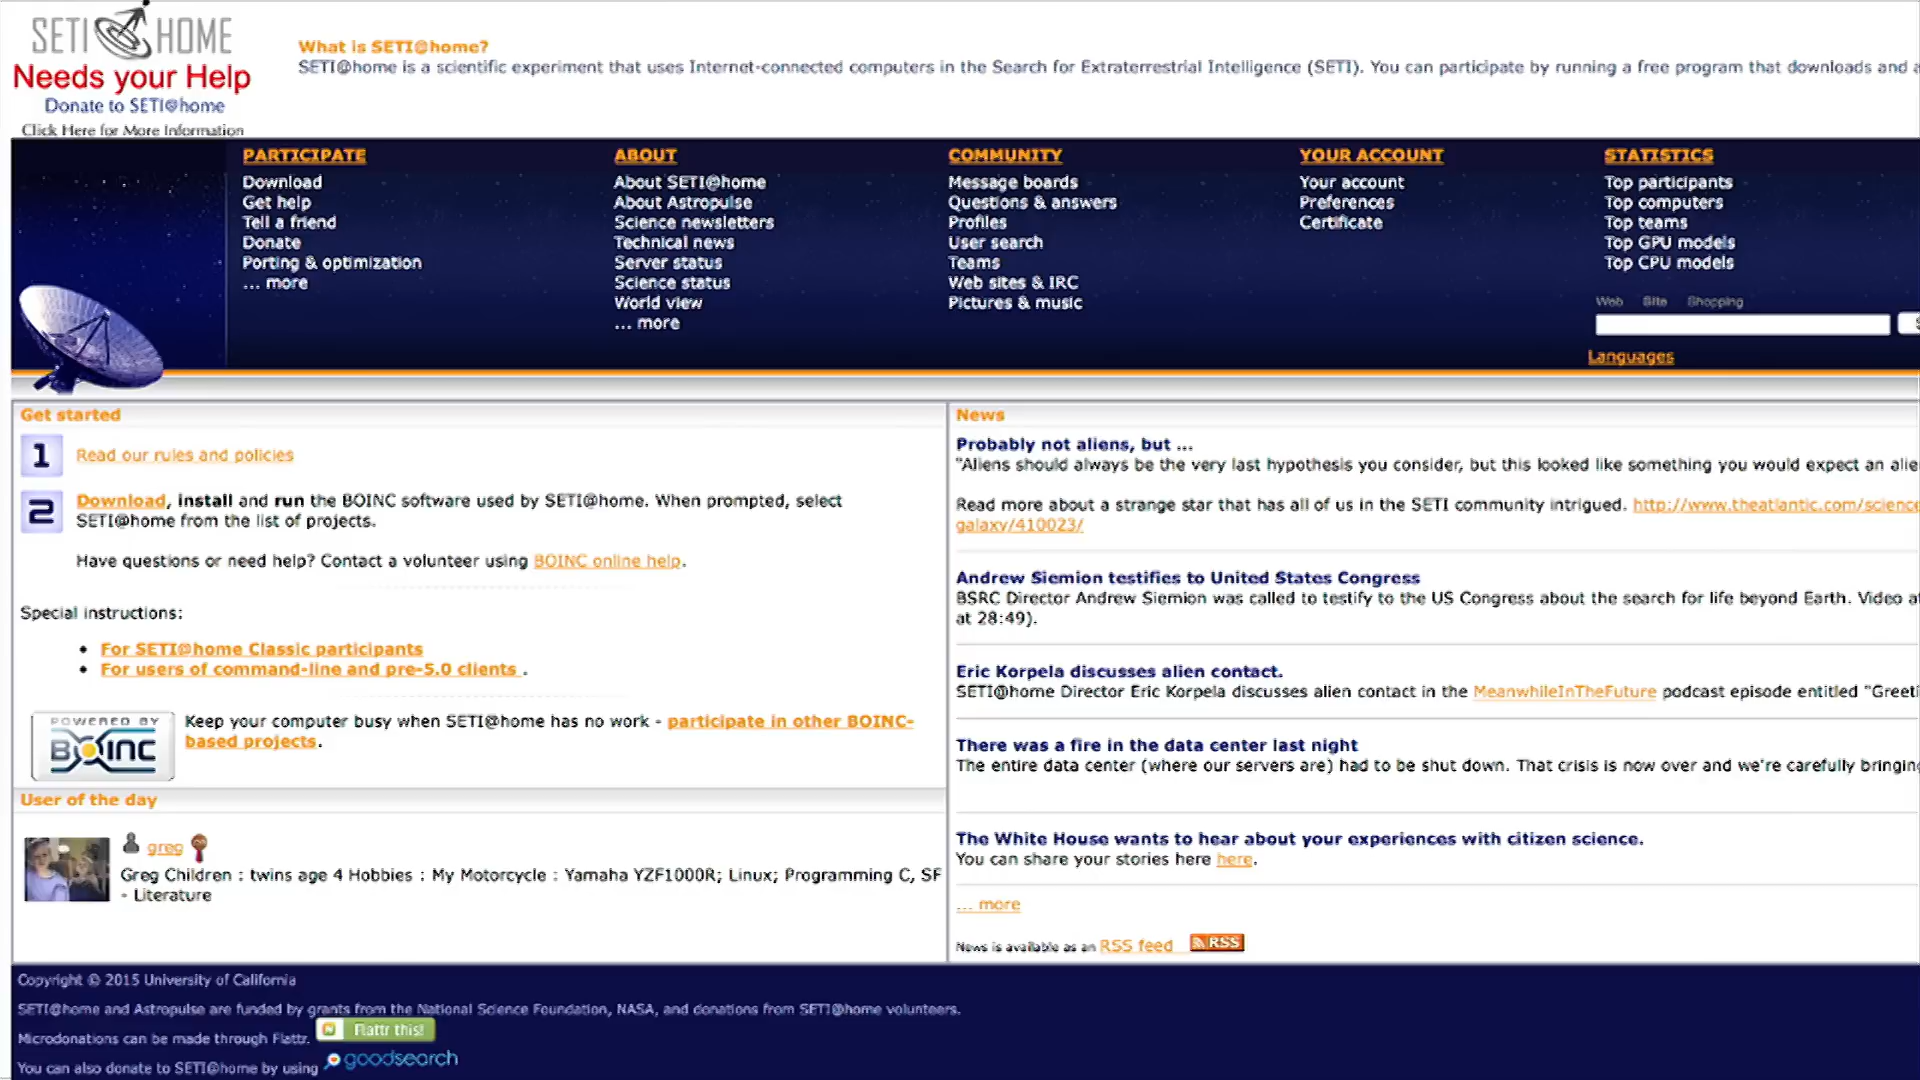 SETI HOME
Needs your Help
Donate to SETI@home
Click Here for More Information
What is SETI@home?
SETI@home is a scientific experiment that uses Internet-connected computers in the Search for Extraterrestrial Intelligence (SETI). You can participate by running a free program that downloads and a
PARTICIPATE
Download
Get help
Tell a friend
Donate
Porting & optimization
... more
ABOUT
About SETI@home
About Astropulse
Science newsletters
Technical news
Server status
Science status
World view
... more
COMMUNITY
Message boards
Questions & answers
Profiles
User search
Teams
Web sites & IRC
Pictures & music
YOUR ACCOUNT
Your account
Preferences
Certificate
STATISTICS
Top participants
Top computers
Top teams
Top GPU models
Top CPU models
Web Site Shopping
Languages
Get started
1 Read our rules and policies
2 Download, install and run the BOINC software used by SETI@home. When prompted, select
SETI@home from the list of projects.
Have questions or need help? Contact a volunteer using BOINC online help.
Special instructions:
• For SETI@home Classic participants
• For users of command-line and pre-5.0 clients .
POWERED BY
BOINC
Keep your computer busy when SETI@home has no work - participate in other BOINC-
based projects.
User of the day
greg
Greg Children : twins age 4 Hobbies : My Motorcycle : Yamaha YZF1000R; Linux; Programming C, SF
- Literature
News
Probably not aliens, but ...
"Aliens should always be the very last hypothesis you consider, but this looked like something you would expect an alie
Read more about a strange star that has all of us in the SETI community intrigued. http://www.theatlantic.com/science
galaxy/410023/
Andrew Siemion testifies to United States Congress
BSRC Director Andrew Siemion was called to testify to the US Congress about the search for life beyond Earth. Video a
at 28:49).
Eric Korpela discusses alien contact.
SETI@home Director Eric Korpela discusses alien contact in the MeanwhileInTheFuture podcast episode entitled "Greeti
There was a fire in the data center last night
The entire data center (where our servers are) had to be shut down. That crisis is now over and we're carefully bringing
The White House wants to hear about your experiences with citizen science.
You can share your stories here here.
... more
News is available as an RSS feed RSS
Copyright © 2015 University of California
SETI@home and Astropulse are funded by grants from the National Science Foundation, NASA, and donations from SETI@home volunteers.
Microdonations can be made through Flattr. Flattr this!
You can also donate to SETI@home by using goodsearch